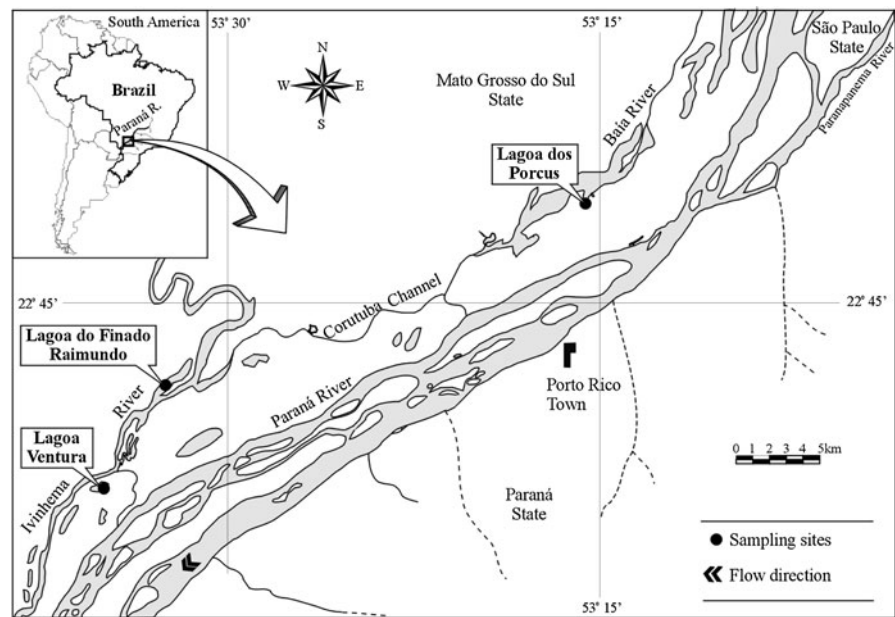 South America
Brazil
Paraná R.
53° 30'
53° 15'
N
W
E
S
São Paulo
State
Paranapanema River
Mato Grosso do Sul
State
Baía River
Lagoa dos
Porcus
22° 45'
22° 45'
Corutuba Channel
Lagoa do Finado
Raimundo
Paraná River
Porto Rico
Town
Lagoa
Ventura
Ivinhema
River
0 1 2 3 4 5km
Paraná
State
Sampling sites
Flow direction
53° 15'
53° 30'